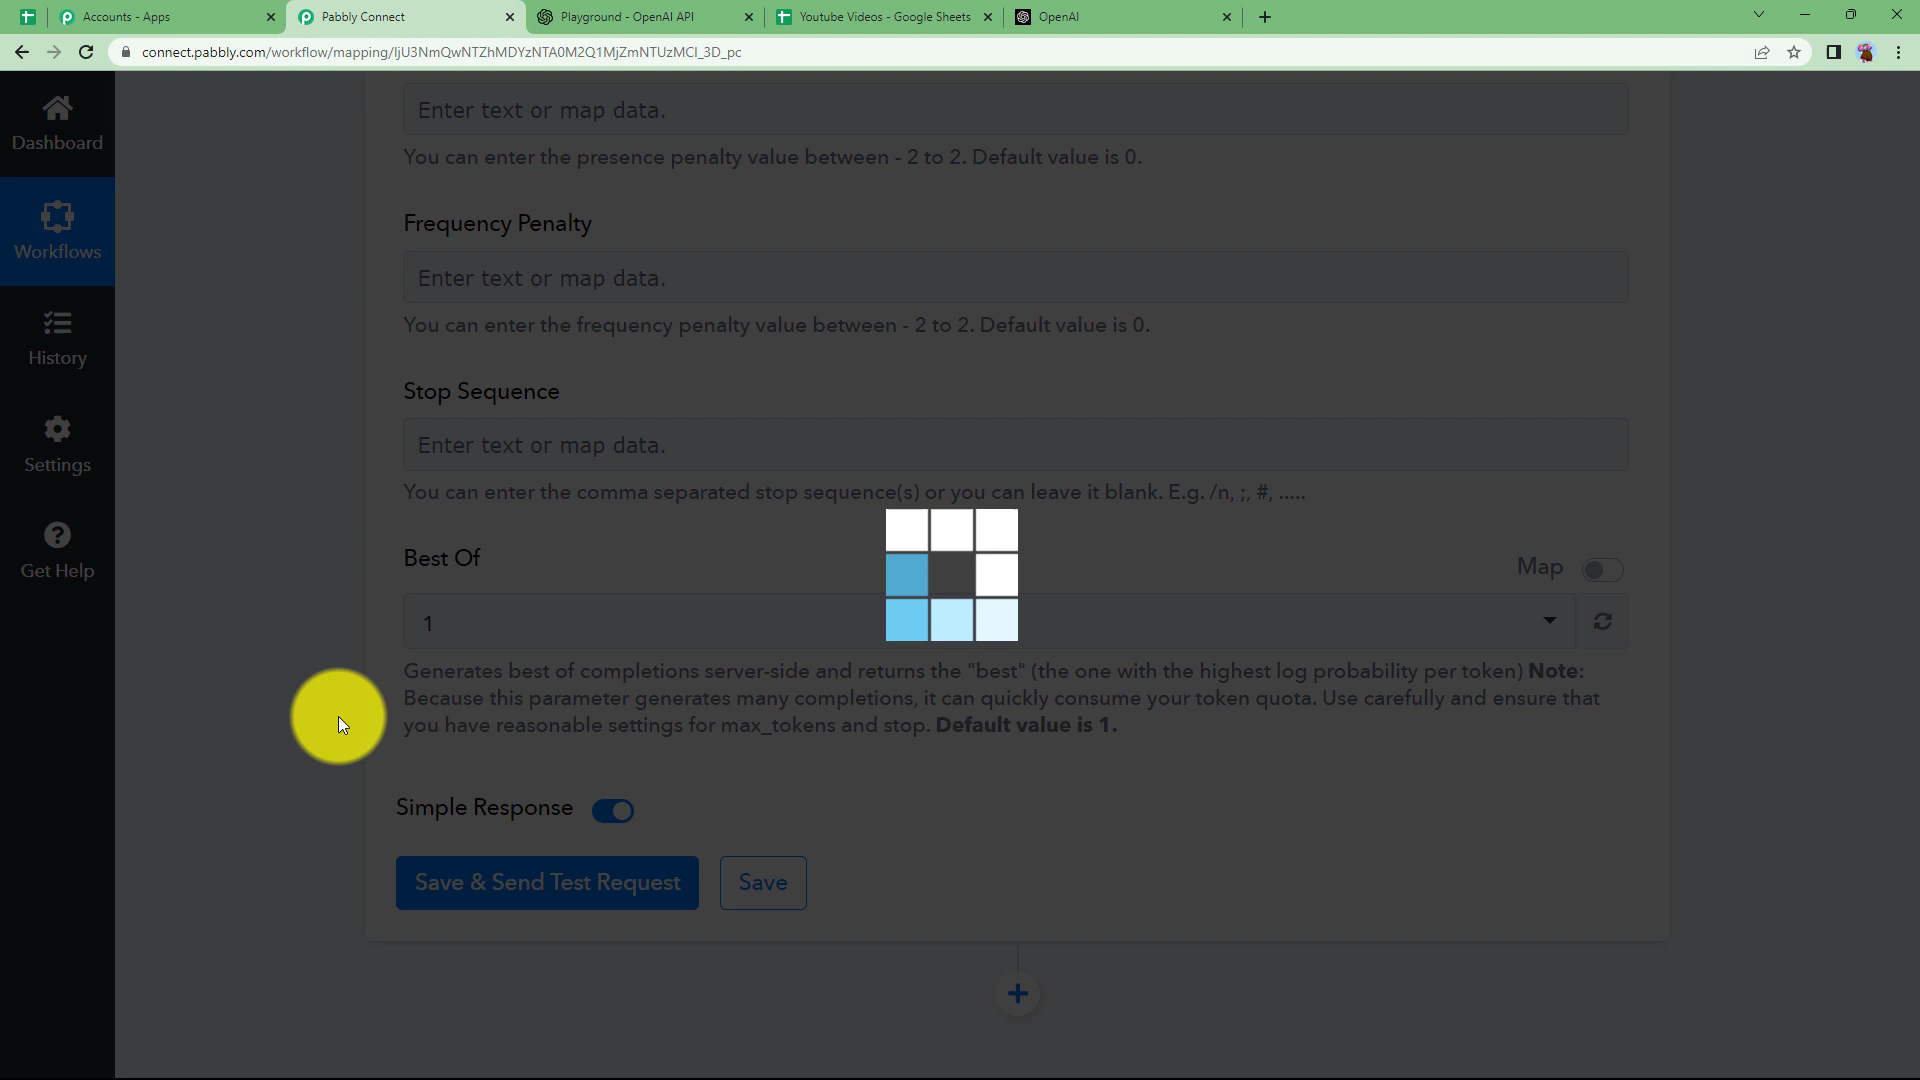 Accounts - Apps
Pabbly Connect
Playground - OpenAI API
Youtube Videos - Google Sheets
OpenAI
connect.pabbly.com/workflow/mapping/IjU3NmQwNTZhMDYzNTA0M2Q1MjZmNTUzMCI_3D_pc
Dashboard
Workflows
History
Settings
Get Help
Enter text or map data.
You can enter the presence penalty value between - 2 to 2. Default value is 0.
Frequency Penalty
Enter text or map data.
You can enter the frequency penalty value between - 2 to 2. Default value is 0.
Stop Sequence
Enter text or map data.
You can enter the comma separated stop sequence(s) or you can leave it blank. E.g. /n, ;, #, .....
Best Of
Map
1
Generates best of completions server-side and returns the "best" (the one with the highest log probability per token) Note:
Because this parameter generates many completions, it can quickly consume your token quota. Use carefully and ensure that
you have reasonable settings for max_tokens and stop. Default value is 1.
Simple Response
Save & Send Test Request
Save